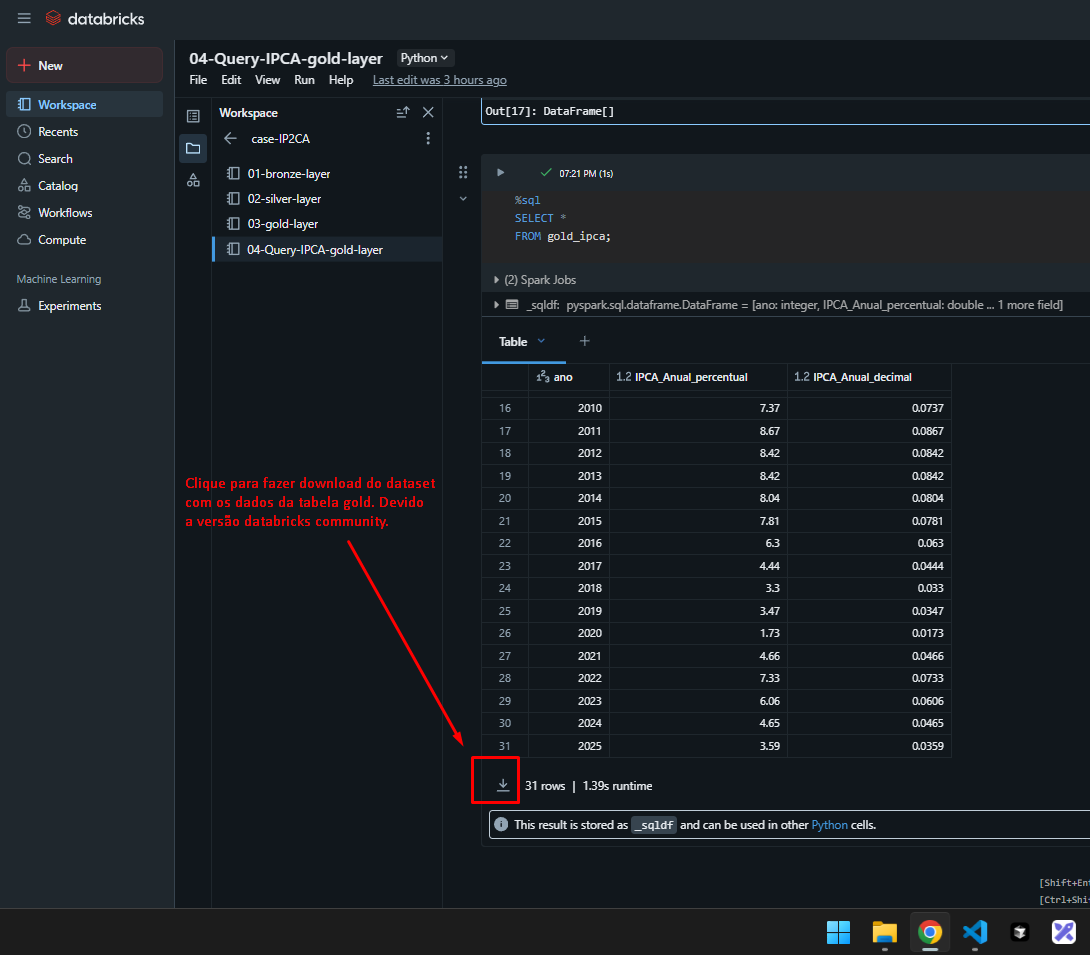 databricks
New
Workspace
Recents
Search
Catalog
Workflows
Compute
Machine Learning
Experiments
04-Query-IPCA-gold-layer Python
File Edit View Run Help Last edit was 3 hours ago
Workspace
case-IP2CA
01-bronze-layer
02-silver-layer
03-gold-layer
04-Query-IPCA-gold-layer
Clique para fazer download do dataset
com os dados da tabela gold. Devido
a versão databricks community.
Out[17]: DataFrame[]
07:21 PM (1s)
%sql
SELECT *
FROM gold_ipca;
(2) Spark Jobs
_sqldf: pyspark.sql.dataframe.DataFrame = [ano: integer, IPCA_Anual_percentual: double ... 1 more field]
Table +
1²₃ ano 1.2 IPCA_Anual_percentual 1.2 IPCA_Anual_decimal
16 2010 7.37 0.0737
17 2011 8.67 0.0867
18 2012 8.42 0.0842
19 2013 8.42 0.0842
20 2014 8.04 0.0804
21 2015 7.81 0.0781
22 2016 6.3 0.063
23 2017 4.44 0.0444
24 2018 3.3 0.033
25 2019 3.47 0.0347
26 2020 1.73 0.0173
27 2021 4.66 0.0466
28 2022 7.33 0.0733
29 2023 6.06 0.0606
30 2024 4.65 0.0465
31 2025 3.59 0.0359
31 rows | 1.39s runtime
This result is stored as _sqldf and can be used in other Python cells.
[Shift+Ent
[Ctrl+Shi